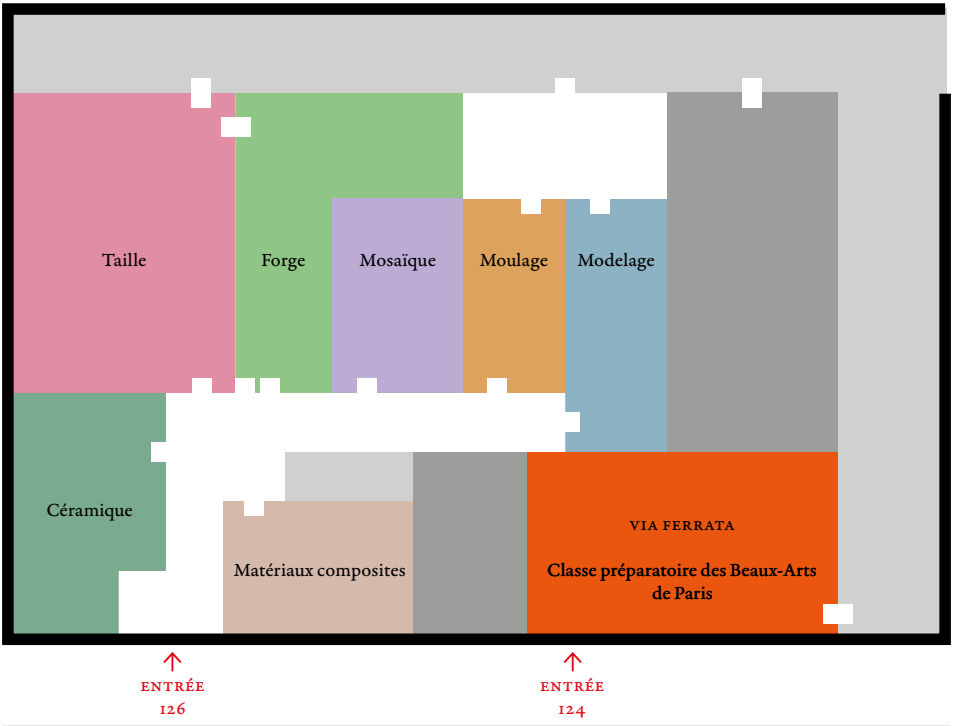 Taille
Forge
Mosaïque
Moulage
Modelage
Céramique
Matériaux composites
VIA FERRATA
Classe préparatoire des Beaux-Arts
de Paris
ENTRÉE
126
ENTRÉE
124